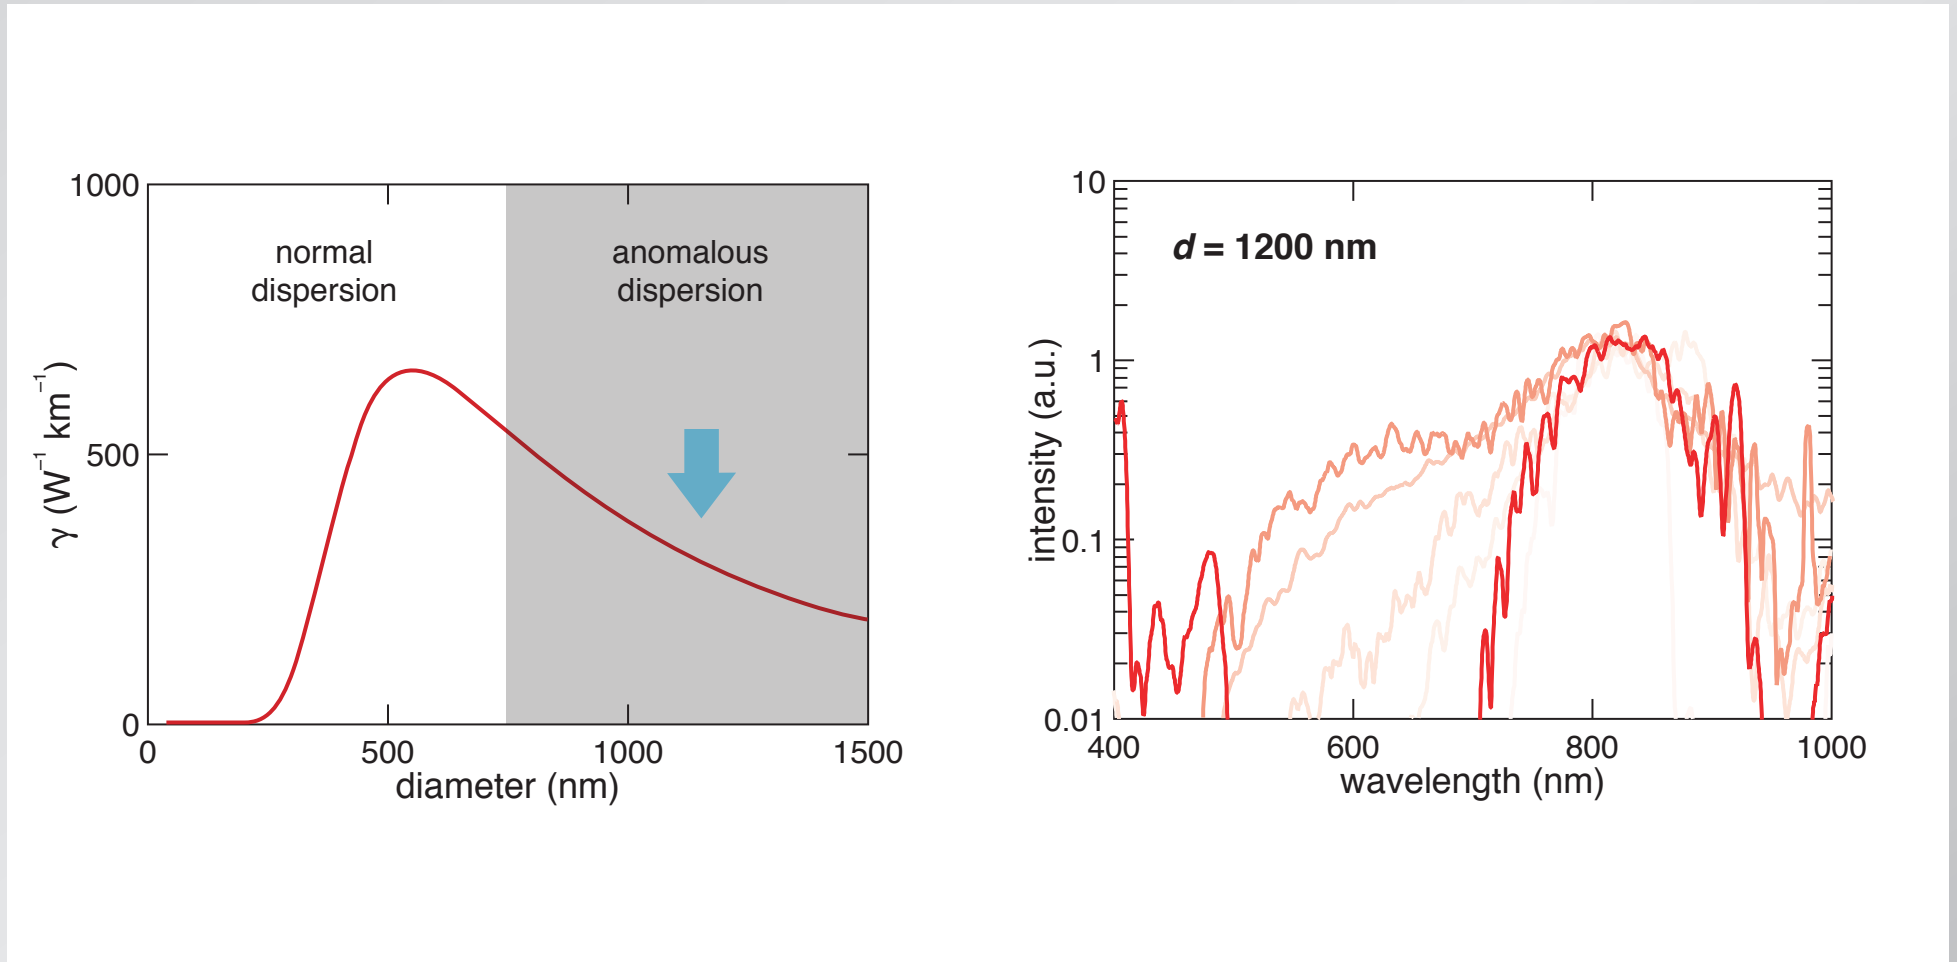 1000
500
0
γ (W⁻¹ km⁻¹)
normal
dispersion
anomalous
dispersion
0
500
1000
1500
diameter (nm)
10
1
0.1
0.01
intensity (a.u.)
d = 1200 nm
400
600
800
1000
wavelength (nm)